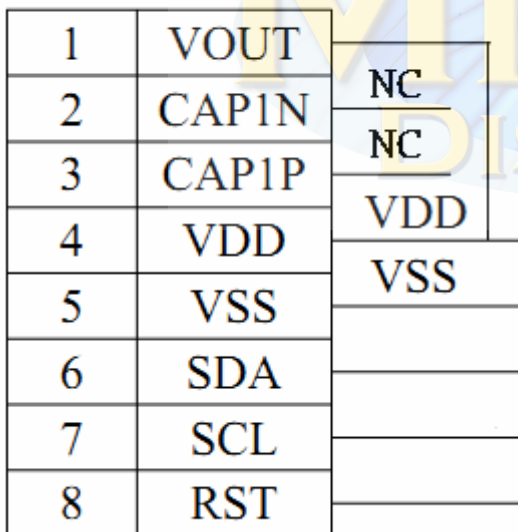 1 VOUT
NC
2 CAP1N
NC
3 CAP1P
VDD
4 VDD
VSS
5 VSS
6 SDA
7 SCL
8 RST